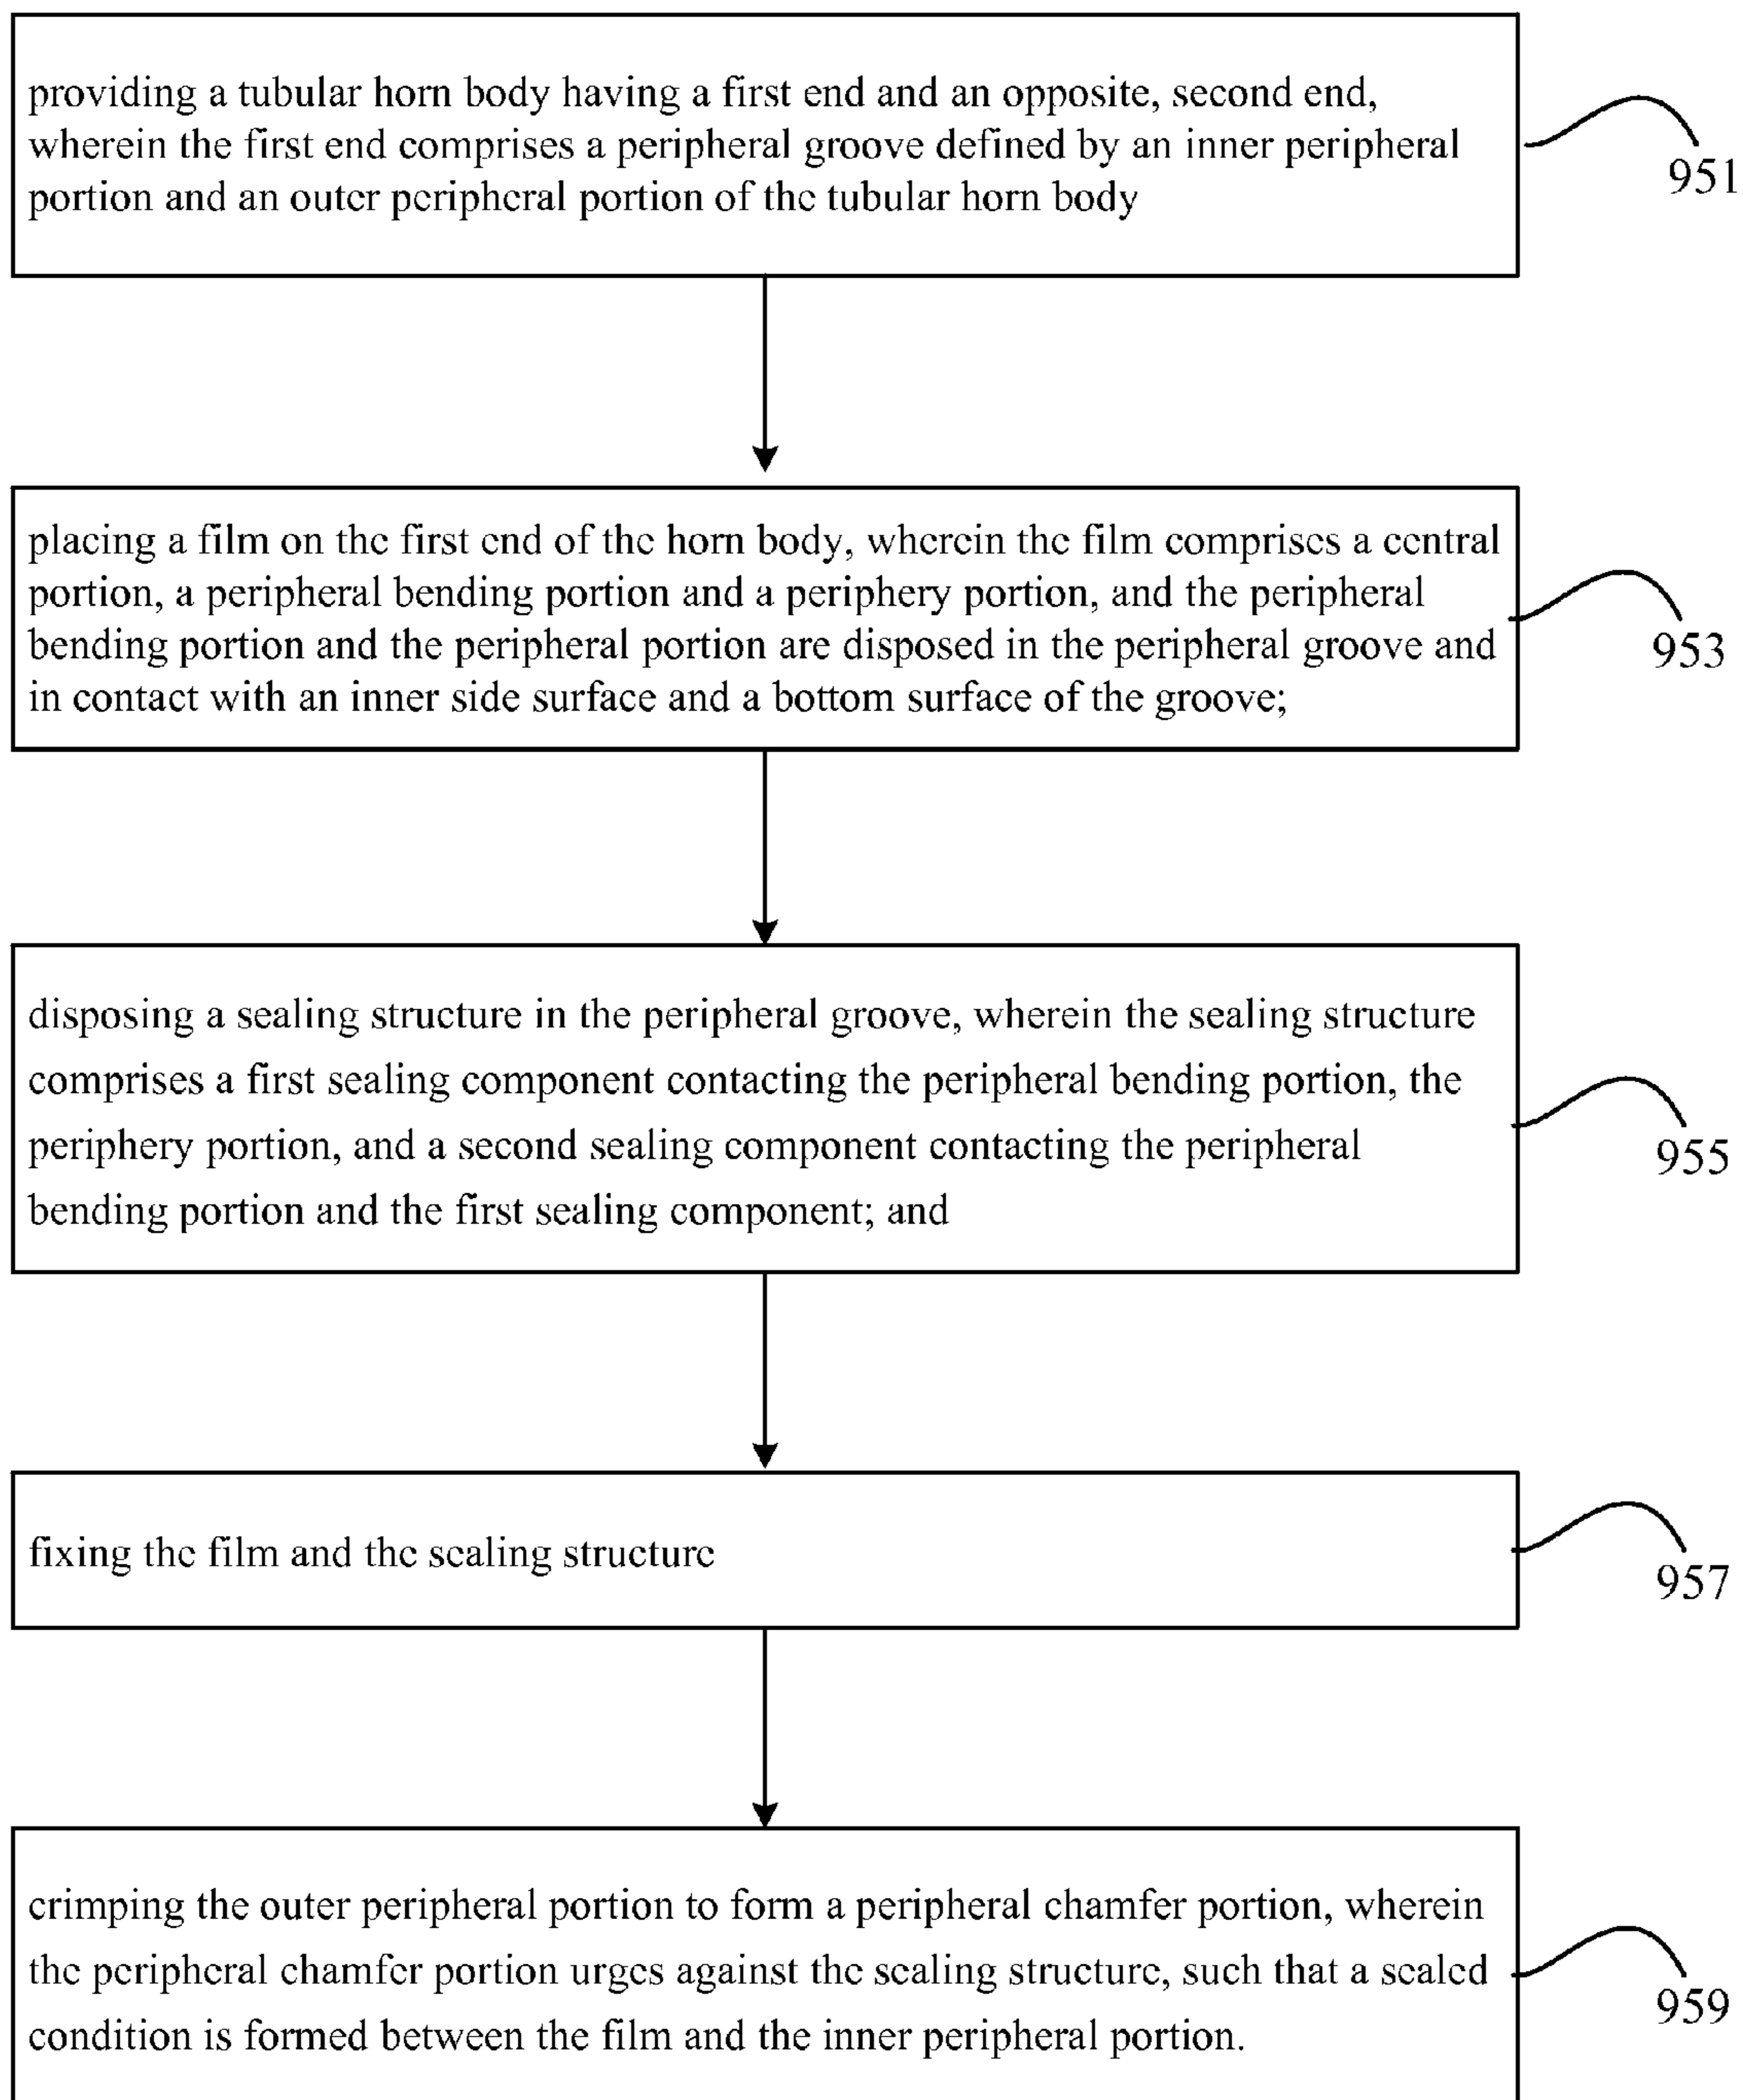 providing a tubular horn body having a first end and an opposite, second end,
wherein the first end comprises a peripheral groove defined by an inner peripheral
portion and an outer peripheral portion of the tubular horn body
951
placing a film on the first end of the horn body, wherein the film comprises a central
portion, a peripheral bending portion and a periphery portion, and the peripheral
bending portion and the peripheral portion are disposed in the peripheral groove and
in contact with an inner side surface and a bottom surface of the groove;
953
disposing a sealing structure in the peripheral groove, wherein the sealing structure
comprises a first sealing component contacting the peripheral bending portion, the
periphery portion, and a second sealing component contacting the peripheral
bending portion and the first sealing component; and
955
fixing the film and the sealing structure
957
crimping the outer peripheral portion to form a peripheral chamfer portion, wherein
the peripheral chamfer portion urges against the sealing structure, such that a sealed
condition is formed between the film and the inner peripheral portion.
959